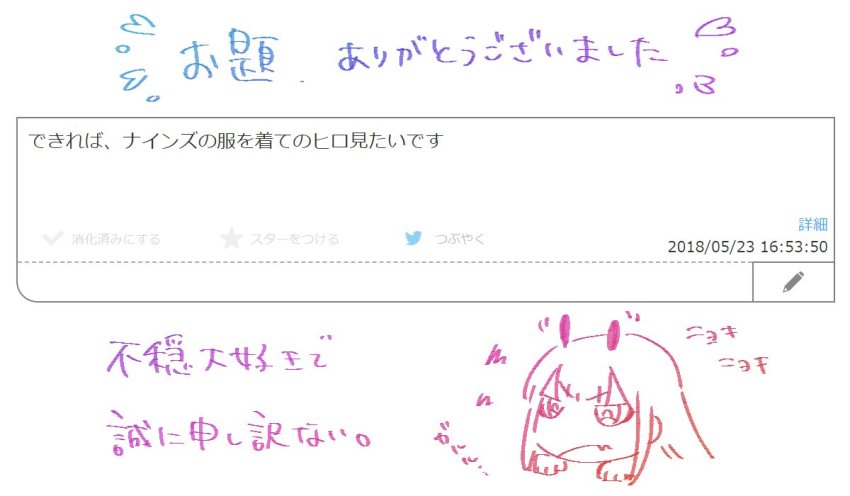 お題、ありがとうございました
できれば、ナインズの服を着てのヒロ見たいです
消化済みにする スターをつける つぶやく
詳細
2018/05/23 16:53:50
不穏大好きで
誠に申し訳ない。
ニョキ
ニョキ
ガルル…